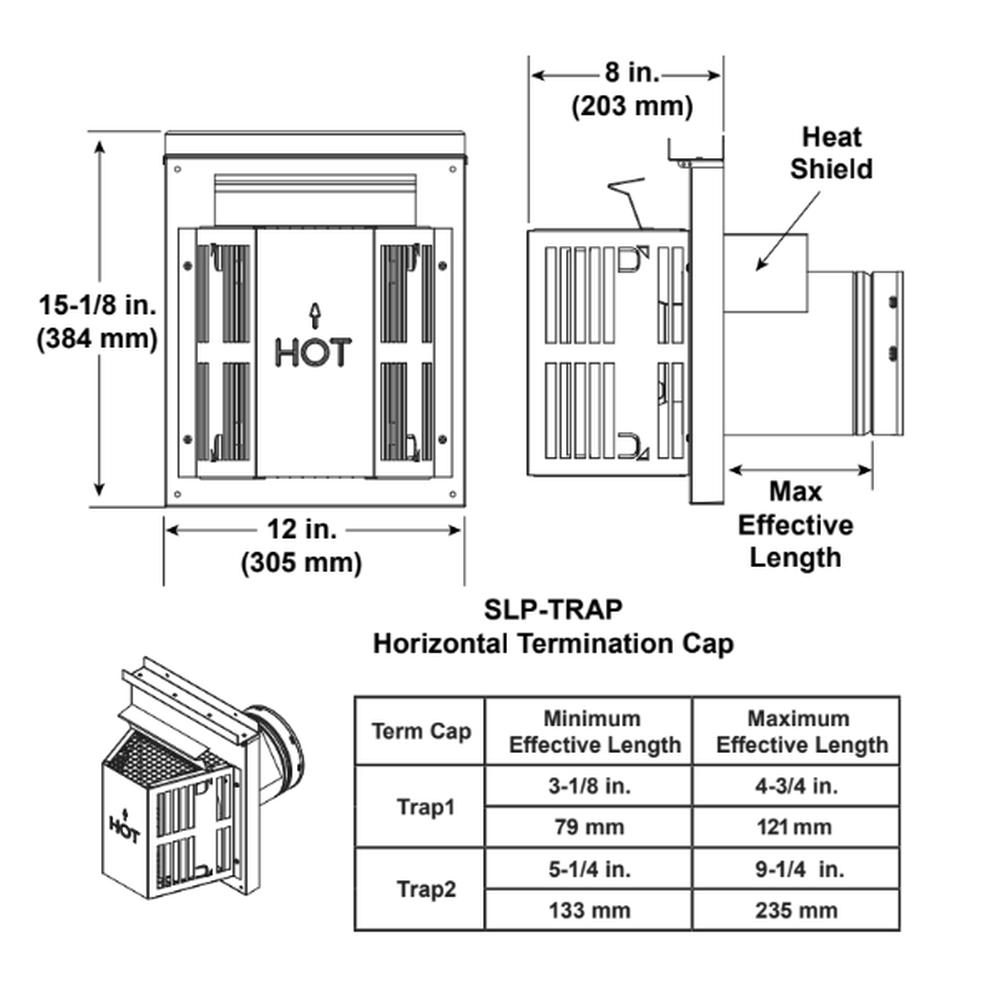 8 in.
(203 mm)
Heat
Shield
15-1/8 in.
(384 mm)
HOT
12 in.
(305 mm)
Max
Effective
Length
SLP-TRAP
Horizontal Termination Cap
HOT
Term Cap
Minimum
Effective Length
Maximum
Effective Length
Trap1
3-1/8 in.
4-3/4 in.
79 mm
121 mm
Trap2
5-1/4 in.
9-1/4 in.
133 mm
235 mm